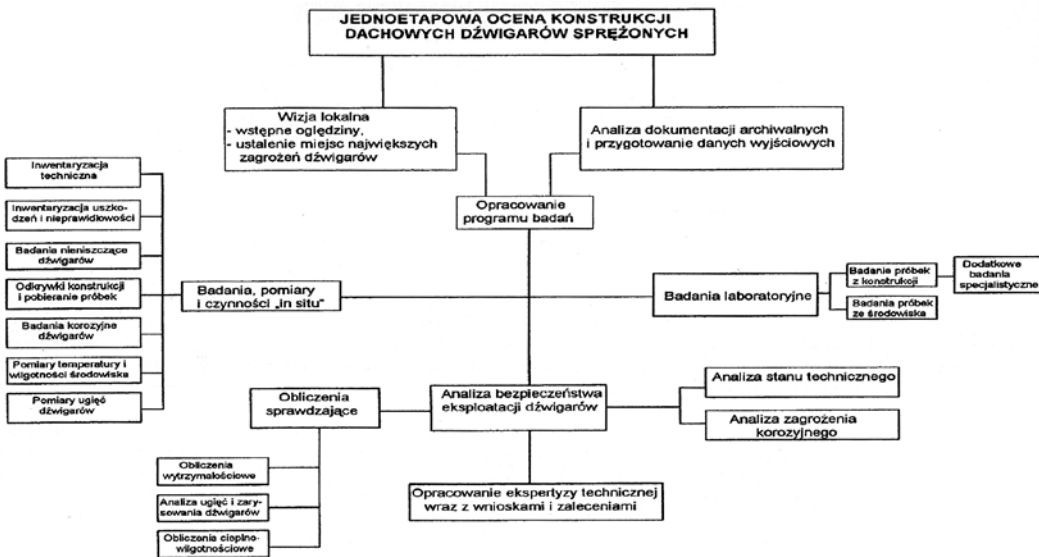 JEDNOETAPOWA OCENA KONSTRUKCJI
DACHOWYCH DŹWIGARÓW SPRĘŻONYCH
Wizja lokalna
- wstępne oględziny,
- ustalenie miejsc największych
zagrożeń dźwigarów
Analiza dokumentacji archiwalnych
i przygotowanie danych wyjściowych
Opracowanie
programu badań
Inwentaryzacja
techniczna
Inwentaryzacja uszko-
dzeń i nieprawidłowości
Badania nieniszczące
dźwigarów
Odkrywki konstrukcji
i pobieranie próbek
Badania korozyjne
dźwigarów
Pomiary temperatury i
wilgotności środowiska
Pomiary ugięć
dźwigarów
Badania, pomiary
i czynności „in situ"
Badania laboratoryjne
Badanie próbek
z konstrukcji
Badania próbek
ze środowiska
Dodatkowe
badania
specjalistyczne
Obliczenia
sprawdzające
Analiza bezpieczeństwa
eksploatacji dźwigarów
Analiza stanu technicznego
Analiza zagrożenia
korozyjnego
Obliczenia
wytrzymałościowe
Analiza ugięć i zary-
sowania dźwigarów
Obliczenia cieplno-
wilgotnościowe
Opracowanie ekspertyzy technicznej
wraz z wnioskami i zaleceniami